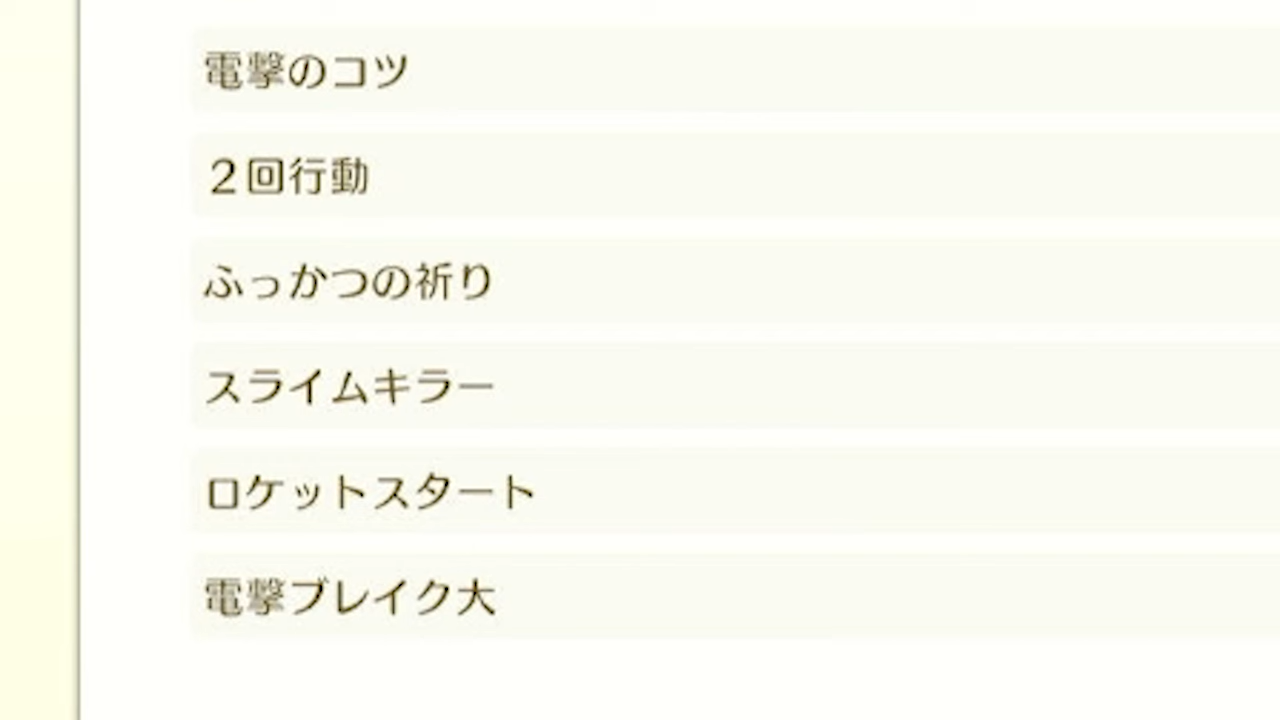 電撃のコツ
２回行動
ふっかつの祈り
スライムキラー
ロケットスタート
電撃ブレイク大